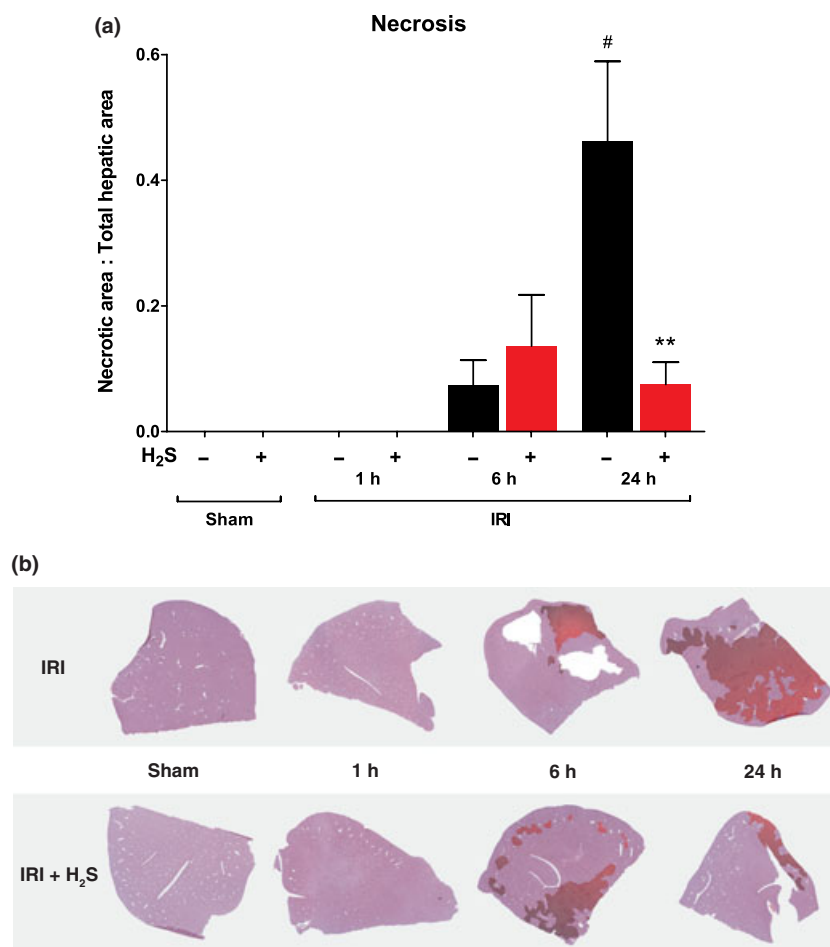 (a)
Necrosis
Necrotic area : Total hepatic area
0.6
0.4
0.2
0.0
#
**
H₂S – + – + – + – +
1 h 6 h 24 h
Sham IRI
(b)
IRI
Sham 1 h 6 h 24 h
IRI + H₂S